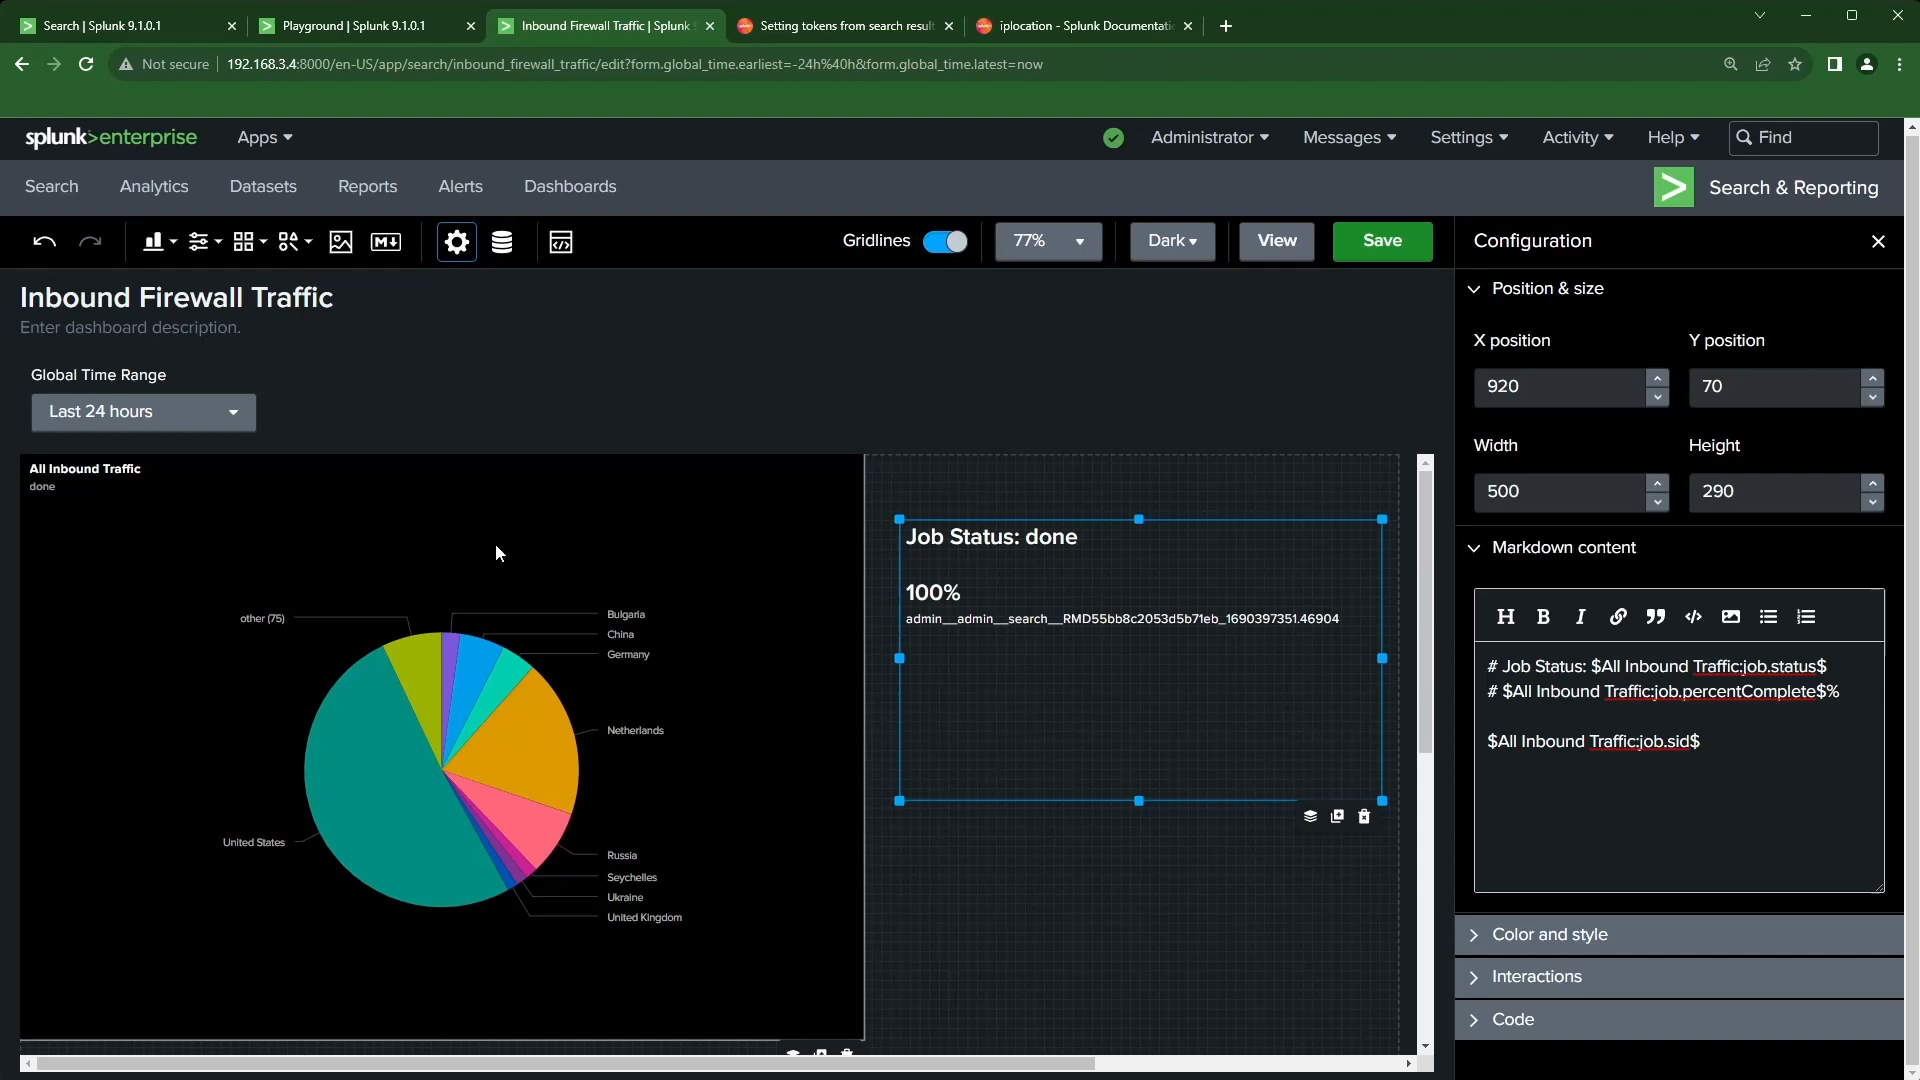 Search | Splunk 9.1.0.1
Playground | Splunk 9.1.0.1
Inbound Firewall Traffic | Splunk
Setting tokens from search result
iplocation - Splunk Documentatio
Not secure
192.168.3.4:8000/en-US/app/search/inbound_firewall_traffic/edit?form.global_time.earliest=-24h%40h&form.global_time.latest=now
splunk>enterprise
Apps
Administrator
Messages
Settings
Activity
Help
Find
Search
Analytics
Datasets
Reports
Alerts
Dashboards
Search & Reporting
Gridlines
77%
Dark
View
Save
Configuration
Inbound Firewall Traffic
Enter dashboard description.
Global Time Range
Last 24 hours
All Inbound Traffic
done
other (75)
Bulgaria
China
Germany
Netherlands
United States
Russia
Seychelles
Ukraine
United Kingdom
Job Status: done
100%
admin__admin__search__RMD55bb8c2053d5b71eb_1690397351.46904
Position & size
X position
Y position
920
70
Width
Height
500
290
Markdown content
H B I
# Job Status: $All Inbound Traffic:job.status$
# $All Inbound Traffic:job.percentComplete$%
$All Inbound Traffic:job.sid$
Color and style
Interactions
Code